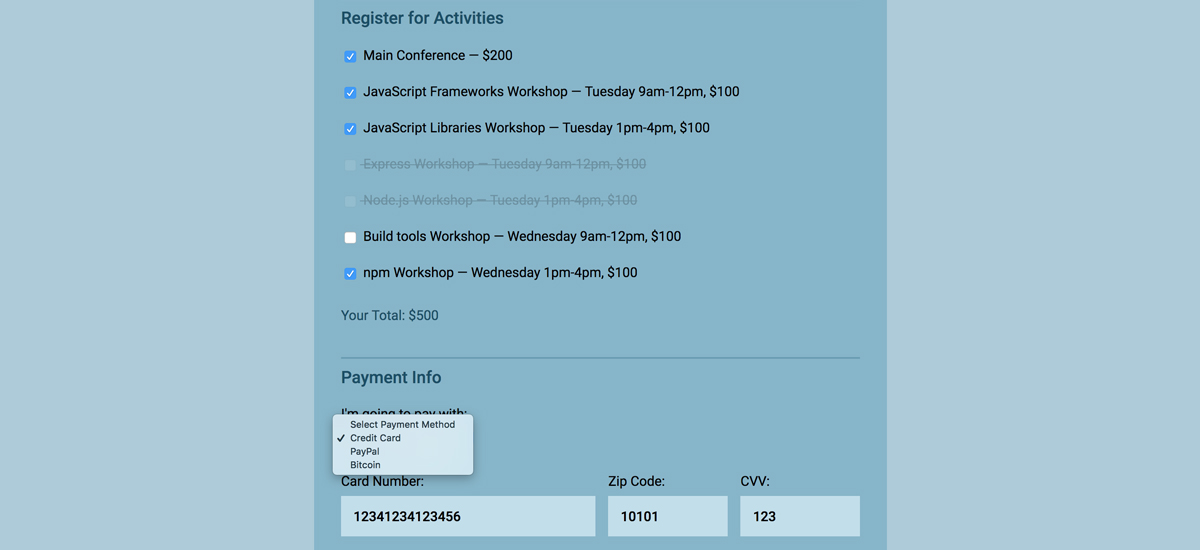 Register for Activities
Main Conference — $200
JavaScript Frameworks Workshop — Tuesday 9am-12pm, $100
JavaScript Libraries Workshop — Tuesday 1pm-4pm, $100
Express Workshop — Tuesday 9am-12pm, $100
Node.js Workshop — Tuesday 1pm-4pm, $100
Build tools Workshop — Wednesday 9am-12pm, $100
npm Workshop — Wednesday 1pm-4pm, $100
Your Total: $500
Payment Info
I'm going to pay with:
Select Payment Method
✓ Credit Card
PayPal
Bitcoin
Card Number: Zip Code: CVV:
12341234123456 10101 123